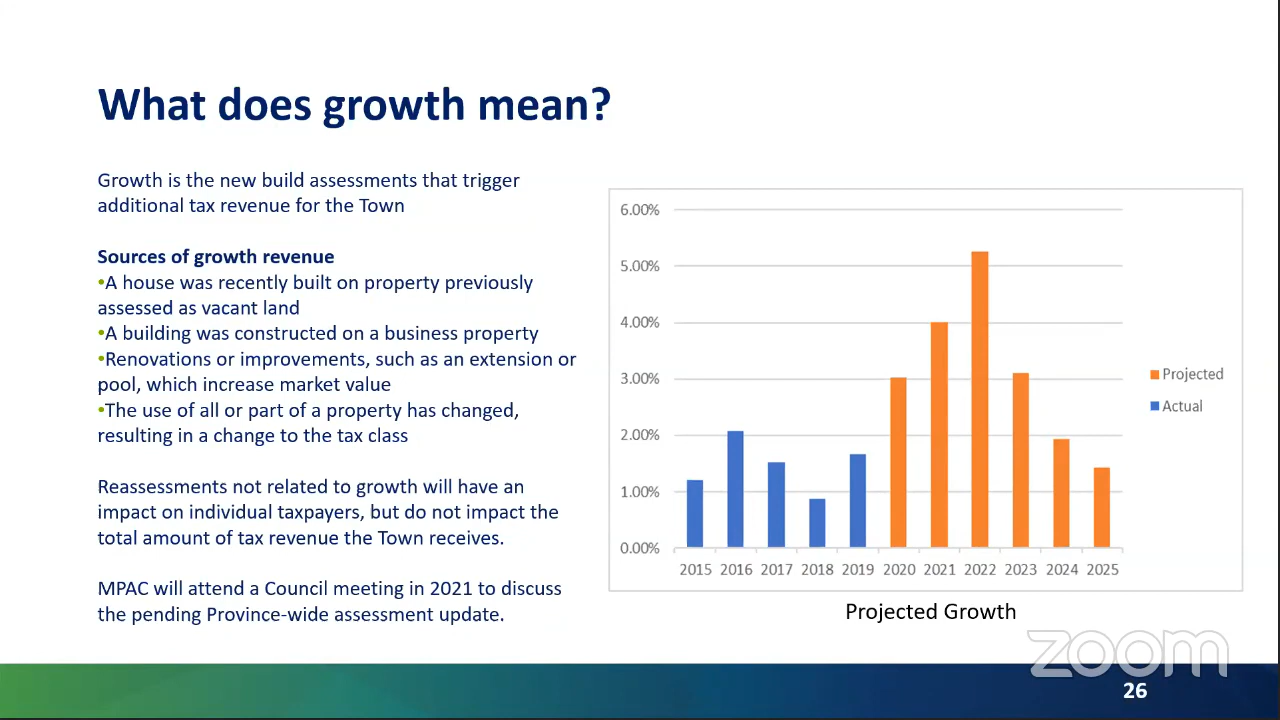 What does growth mean?
Growth is the new build assessments that trigger
additional tax revenue for the Town
Sources of growth revenue
•A house was recently built on property previously
assessed as vacant land
•A building was constructed on a business property
•Renovations or improvements, such as an extension or
pool, which increase market value
•The use of all or part of a property has changed,
resulting in a change to the tax class
Reassessments not related to growth will have an
impact on individual taxpayers, but do not impact the
total amount of tax revenue the Town receives.
MPAC will attend a Council meeting in 2021 to discuss
the pending Province-wide assessment update.
6.00%
5.00%
4.00%
3.00%
2.00%
1.00%
0.00%
2015 2016 2017 2018 2019 2020 2021 2022 2023 2024 2025
Projected
Actual
Projected Growth
zoom
26